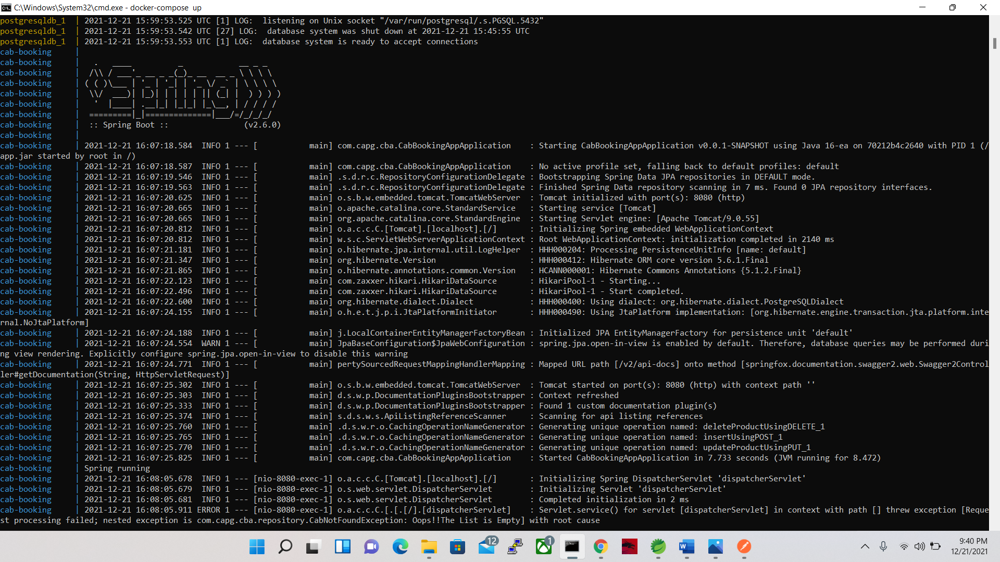 C:\Windows\System32\cmd.exe - docker-compose  up
postgresqldb_1  | 2021-12-21 15:59:53.525 UTC [1] LOG:  listening on Unix socket "/var/run/postgresql/.s.PGSQL.5432"
postgresqldb_1  | 2021-12-21 15:59:53.542 UTC [27] LOG:  database system was shut down at 2021-12-21 15:45:55 UTC
postgresqldb_1  | 2021-12-21 15:59:53.553 UTC [1] LOG:  database system is ready to accept connections
cab-booking     |
cab-booking     |   .   ____          _            __ _ _
cab-booking     |  /\\ / ___'_ __ _ _(_)_ __  __ _ \ \ \ \
cab-booking     | ( ( )\___ | '_ | '_| | '_ \/ _` | \ \ \ \
cab-booking     |  \\/  ___)| |_)| | | | | || (_| |  ) ) ) )
cab-booking     |   '  |____| .__|_| |_|_| |_\__, | / / / /
cab-booking     |  =========|_|==============|___/=/_/_/_/
cab-booking     |  :: Spring Boot ::                (v2.6.0)
cab-booking     |
cab-booking     | 2021-12-21 16:07:18.584  INFO 1 --- [           main] com.capg.cba.CabBookingAppApplication    : Starting CabBookingAppApplication v0.0.1-SNAPSHOT using Java 16-ea on 70212b4c2640 with PID 1 (/
app.jar started by root in /)
cab-booking     | 2021-12-21 16:07:18.587  INFO 1 --- [           main] com.capg.cba.CabBookingAppApplication    : No active profile set, falling back to default profiles: default
cab-booking     | 2021-12-21 16:07:19.546  INFO 1 --- [           main] .s.d.r.c.RepositoryConfigurationDelegate : Bootstrapping Spring Data JPA repositories in DEFAULT mode.
cab-booking     | 2021-12-21 16:07:19.563  INFO 1 --- [           main] .s.d.r.c.RepositoryConfigurationDelegate : Finished Spring Data repository scanning in 7 ms. Found 0 JPA repository interfaces.
cab-booking     | 2021-12-21 16:07:20.625  INFO 1 --- [           main] o.s.b.w.embedded.tomcat.TomcatWebServer  : Tomcat initialized with port(s): 8080 (http)
cab-booking     | 2021-12-21 16:07:20.665  INFO 1 --- [           main] o.apache.catalina.core.StandardService   : Starting service [Tomcat]
cab-booking     | 2021-12-21 16:07:20.665  INFO 1 --- [           main] org.apache.catalina.core.StandardEngine  : Starting Servlet engine: [Apache Tomcat/9.0.55]
cab-booking     | 2021-12-21 16:07:20.812  INFO 1 --- [           main] o.a.c.c.C.[Tomcat].[localhost].[/]       : Initializing Spring embedded WebApplicationContext
cab-booking     | 2021-12-21 16:07:20.812  INFO 1 --- [           main] w.s.c.ServletWebServerApplicationContext : Root WebApplicationContext: initialization completed in 2140 ms
cab-booking     | 2021-12-21 16:07:21.181  INFO 1 --- [           main] o.hibernate.jpa.internal.util.LogHelper  : HHH000204: Processing PersistenceUnitInfo [name: default]
cab-booking     | 2021-12-21 16:07:21.347  INFO 1 --- [           main] org.hibernate.Version                    : HHH000412: Hibernate ORM core version 5.6.1.Final
cab-booking     | 2021-12-21 16:07:21.865  INFO 1 --- [           main] o.hibernate.annotations.common.Version   : HCANN000001: Hibernate Commons Annotations {5.1.2.Final}
cab-booking     | 2021-12-21 16:07:22.123  INFO 1 --- [           main] com.zaxxer.hikari.HikariDataSource       : HikariPool-1 - Starting...
cab-booking     | 2021-12-21 16:07:22.496  INFO 1 --- [           main] com.zaxxer.hikari.HikariDataSource       : HikariPool-1 - Start completed.
cab-booking     | 2021-12-21 16:07:22.600  INFO 1 --- [           main] org.hibernate.dialect.Dialect            : HHH000400: Using dialect: org.hibernate.dialect.PostgreSQLDialect
cab-booking     | 2021-12-21 16:07:24.155  INFO 1 --- [           main] o.h.e.t.j.p.i.JtaPlatformInitiator       : HHH000490: Using JtaPlatform implementation: [org.hibernate.engine.transaction.jta.platform.inte
rnal.NoJtaPlatform]
cab-booking     | 2021-12-21 16:07:24.188  INFO 1 --- [           main] j.LocalContainerEntityManagerFactoryBean : Initialized JPA EntityManagerFactory for persistence unit 'default'
cab-booking     | 2021-12-21 16:07:24.554  WARN 1 --- [           main] JpaBaseConfiguration$JpaWebConfiguration : spring.jpa.open-in-view is enabled by default. Therefore, database queries may be performed duri
ng view rendering. Explicitly configure spring.jpa.open-in-view to disable this warning
cab-booking     | 2021-12-21 16:07:24.771  INFO 1 --- [           main] pertySourcedRequestMappingHandlerMapping : Mapped URL path [/v2/api-docs] onto method [springfox.documentation.swagger2.web.Swagger2Control
ler#getDocumentation(String, HttpServletRequest)]
cab-booking     | 2021-12-21 16:07:25.302  INFO 1 --- [           main] o.s.b.w.embedded.tomcat.TomcatWebServer  : Tomcat started on port(s): 8080 (http) with context path ''
cab-booking     | 2021-12-21 16:07:25.303  INFO 1 --- [           main] d.s.w.p.DocumentationPluginsBootstrapper : Context refreshed
cab-booking     | 2021-12-21 16:07:25.333  INFO 1 --- [           main] d.s.w.p.DocumentationPluginsBootstrapper : Found 1 custom documentation plugin(s)
cab-booking     | 2021-12-21 16:07:25.374  INFO 1 --- [           main] s.d.s.w.s.ApiListingReferenceScanner     : Scanning for api listing references
cab-booking     | 2021-12-21 16:07:25.760  INFO 1 --- [           main] .d.s.w.r.o.CachingOperationNameGenerator : Generating unique operation named: deleteProductUsingDELETE_1
cab-booking     | 2021-12-21 16:07:25.765  INFO 1 --- [           main] .d.s.w.r.o.CachingOperationNameGenerator : Generating unique operation named: insertUsingPOST_1
cab-booking     | 2021-12-21 16:07:25.770  INFO 1 --- [           main] .d.s.w.r.o.CachingOperationNameGenerator : Generating unique operation named: updateProductUsingPUT_1
cab-booking     | 2021-12-21 16:07:25.825  INFO 1 --- [           main] com.capg.cba.CabBookingAppApplication    : Started CabBookingAppApplication in 7.733 seconds (JVM running for 8.472)
cab-booking     | Spring running
cab-booking     | 2021-12-21 16:08:05.678  INFO 1 --- [nio-8080-exec-1] o.a.c.c.C.[Tomcat].[localhost].[/]       : Initializing Spring DispatcherServlet 'dispatcherServlet'
cab-booking     | 2021-12-21 16:08:05.679  INFO 1 --- [nio-8080-exec-1] o.s.web.servlet.DispatcherServlet        : Initializing Servlet 'dispatcherServlet'
cab-booking     | 2021-12-21 16:08:05.681  INFO 1 --- [nio-8080-exec-1] o.s.web.servlet.DispatcherServlet        : Completed initialization in 2 ms
cab-booking     | 2021-12-21 16:08:05.911 ERROR 1 --- [nio-8080-exec-1] o.a.c.c.C.[.[.[/].[dispatcherServlet]    : Servlet.service() for servlet [dispatcherServlet] in context with path [] threw exception [Reque
st processing failed; nested exception is com.capg.cba.repository.CabNotFoundException: Oops!!The List is Empty] with root cause
12
1
9:40 PM
12/21/2021